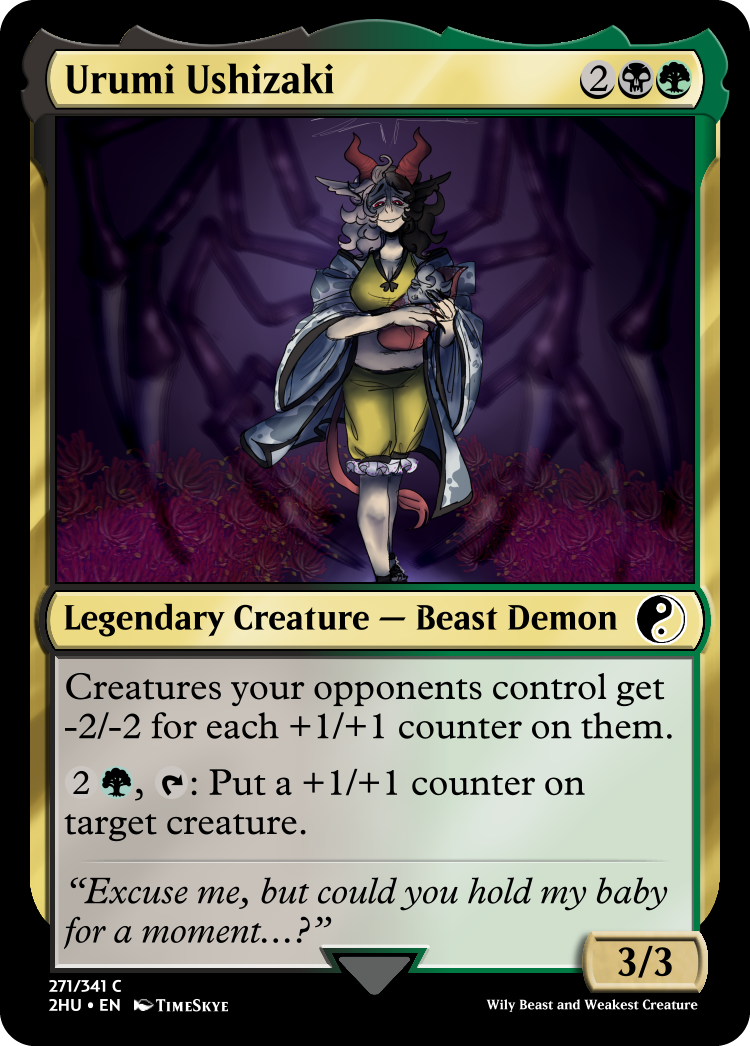 Urumi Ushizaki 2
Legendary Creature — Beast Demon
Creatures your opponents control get
-2/-2 for each +1/+1 counter on them.
2 , : Put a +1/+1 counter on
target creature.
“Excuse me, but could you hold my baby
for a moment...?”
3/3
271/341 C
2HU • EN TimeSkye
Wily Beast and Weakest Creature